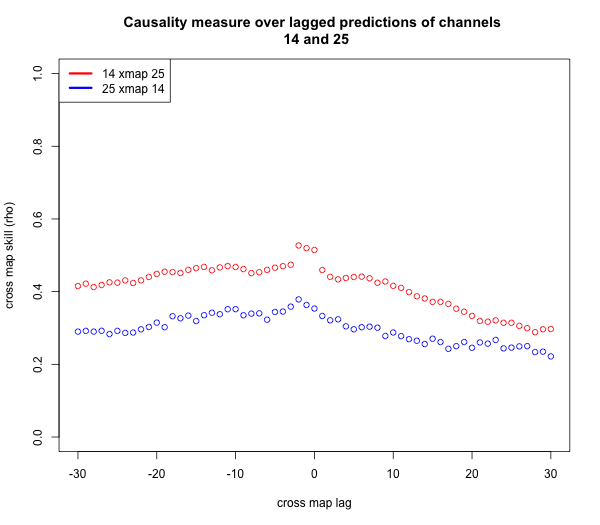 Causality measure over lagged predictions of channels
14 and 25
14 xmap 25
25 xmap 14
cross map skill (rho)
1.0
0.8
0.6
0.4
0.2
0.0
-30 -20 -10 0 10 20 30
cross map lag